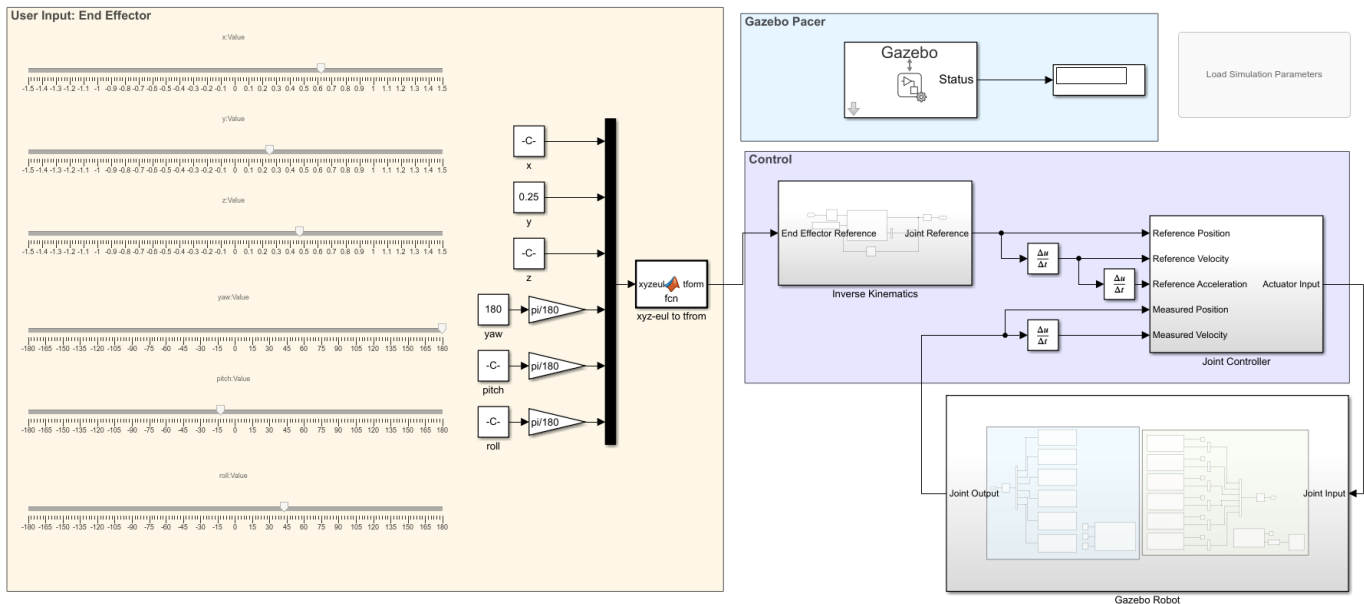 User Input: End Effector
x:Value
-1.5 -1.4 -1.3 -1.2 -1.1 -1 -0.9 -0.8 -0.7 -0.6 -0.5 -0.4 -0.3 -0.2 -0.1 0 0.1 0.2 0.3 0.4 0.5 0.6 0.7 0.8 0.9 1 1.1 1.2 1.3 1.4 1.5
y:Value
-1.5 -1.4 -1.3 -1.2 -1.1 -1 -0.9 -0.8 -0.7 -0.6 -0.5 -0.4 -0.3 -0.2 -0.1 0 0.1 0.2 0.3 0.4 0.5 0.6 0.7 0.8 0.9 1 1.1 1.2 1.3 1.4 1.5
z:Value
-1.5 -1.4 -1.3 -1.2 -1.1 -1 -0.9 -0.8 -0.7 -0.6 -0.5 -0.4 -0.3 -0.2 -0.1 0 0.1 0.2 0.3 0.4 0.5 0.6 0.7 0.8 0.9 1 1.1 1.2 1.3 1.4 1.5
yaw:Value
-180 -165 -150 -135 -120 -105 -90 -75 -60 -45 -30 -15 0 15 30 45 60 75 90 105 120 135 150 165 180
pitch:Value
-180 -165 -150 -135 -120 -105 -90 -75 -60 -45 -30 -15 0 15 30 45 60 75 90 105 120 135 150 165 180
roll:Value
-180 -165 -150 -135 -120 -105 -90 -75 -60 -45 -30 -15 0 15 30 45 60 75 90 105 120 135 150 165 180
-C-
x
0.25
y
-C-
z
180
pi/180
yaw
-C-
pi/180
pitch
-C-
pi/180
roll
xyzeul tform
fcn
xyz-eul to tfrom
Gazebo Pacer
Gazebo
Status
Load Simulation Parameters
Control
End Effector Reference
Joint Reference
Inverse Kinematics
Δu
Δt
Δu
Δt
Δu
Δt
Reference Position
Reference Velocity
Reference Acceleration
Actuator Input
Measured Position
Measured Velocity
Joint Controller
Joint Output
Joint Input
Gazebo Robot